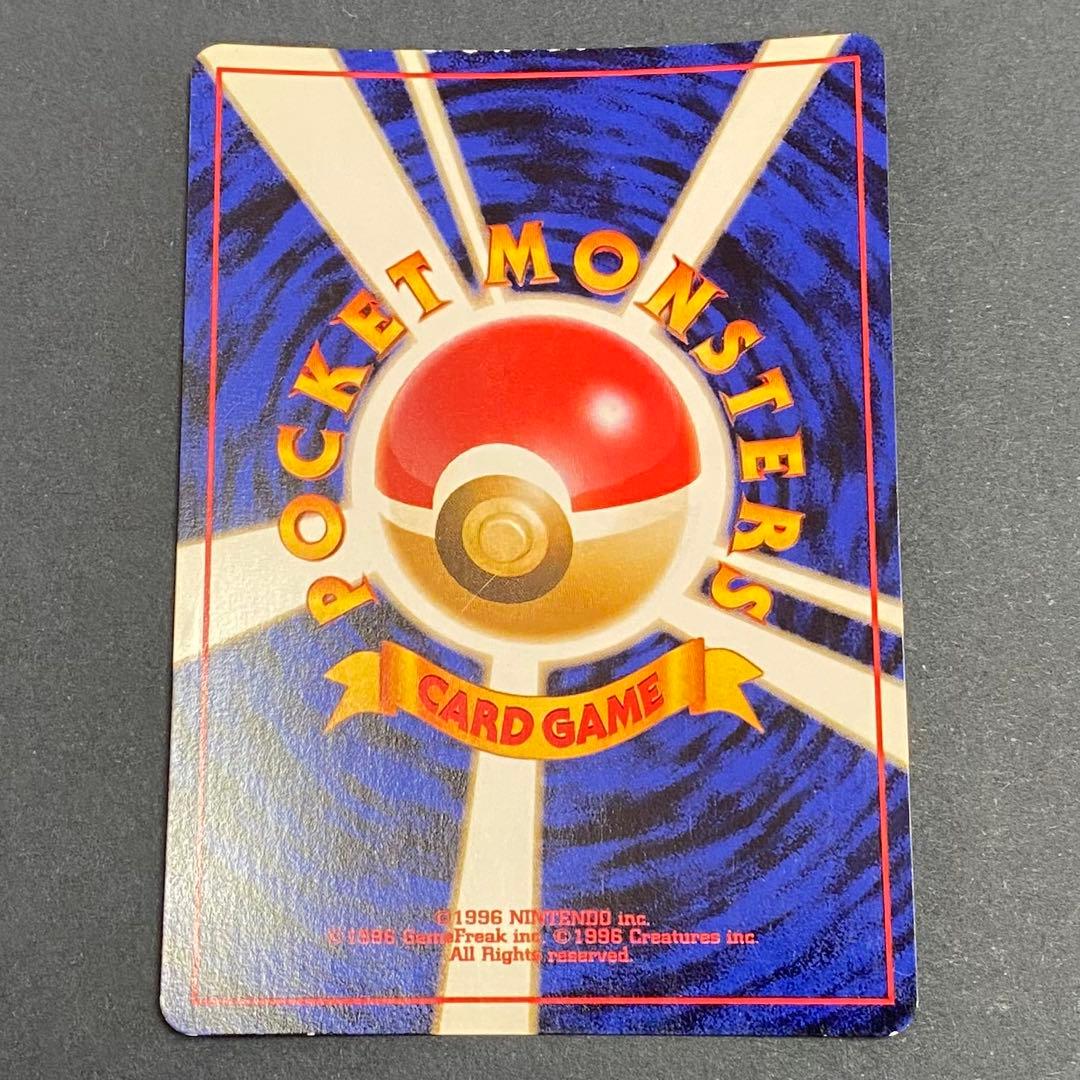 POCKET MONSTERS
CARD GAME
©1996 NINTENDO inc.
©1996 GameFreak inc. ©1996 Creatures inc.
All Rights reserved.